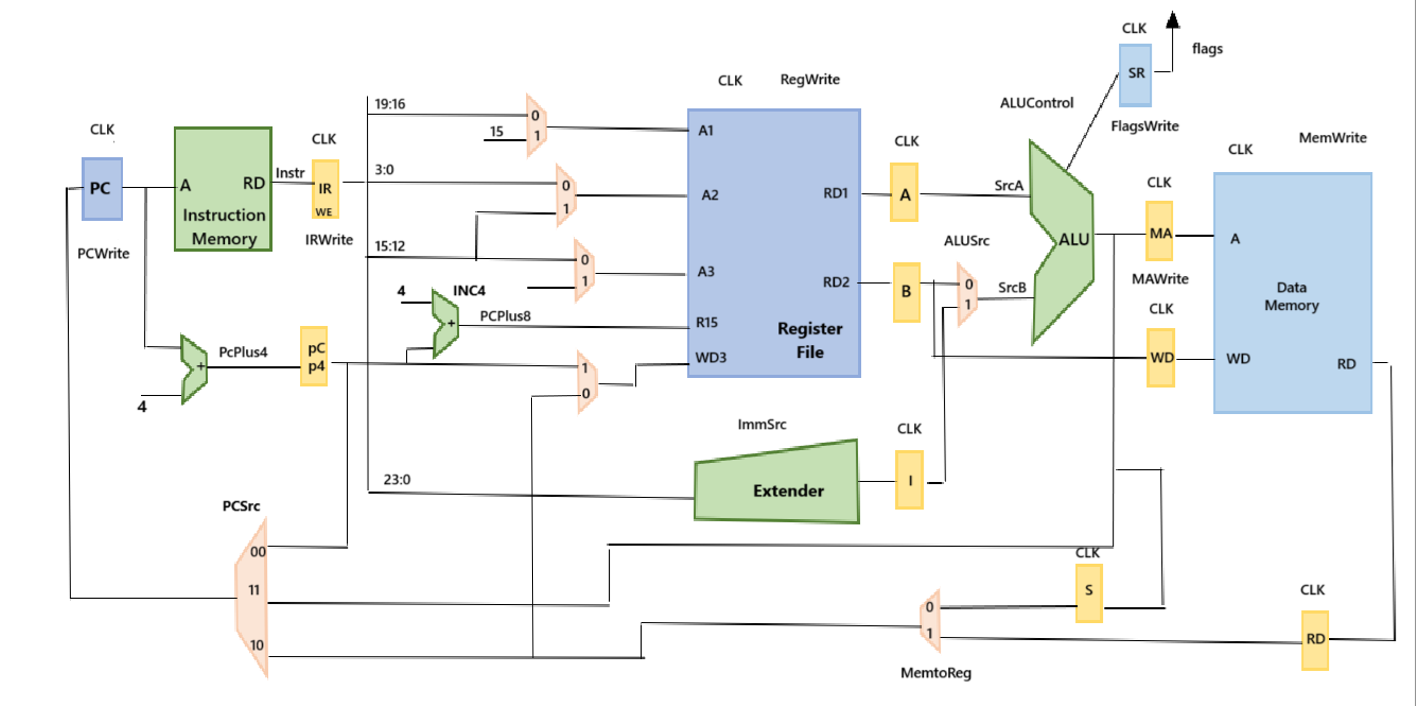 CLK
flags
SR
CLK
RegWrite
ALUControl
FlagsWrite
MemWrite
19:16
0
1
15
A1
CLK
CLK
CLK
CLK
CLK
PC
A
RD
Instruction
Memory
Instr
IR
WE
3:0
0
1
A2
RD1
A
SrcA
PCWrite
IRWrite
15:12
0
1
A3
RD2
B
ALUSrc
0
1
SrcB
ALU
MA
MAWrite
A
Data
Memory
4
INC4
+
PCPlus8
R15
Register
File
CLK
WD
WD
RD
pC
p4
PcPlus4
+
4
1
0
WD3
ImmSrc
CLK
23:0
Extender
I
PCSrc
00
11
10
CLK
S
CLK
0
1
RD
MemtoReg